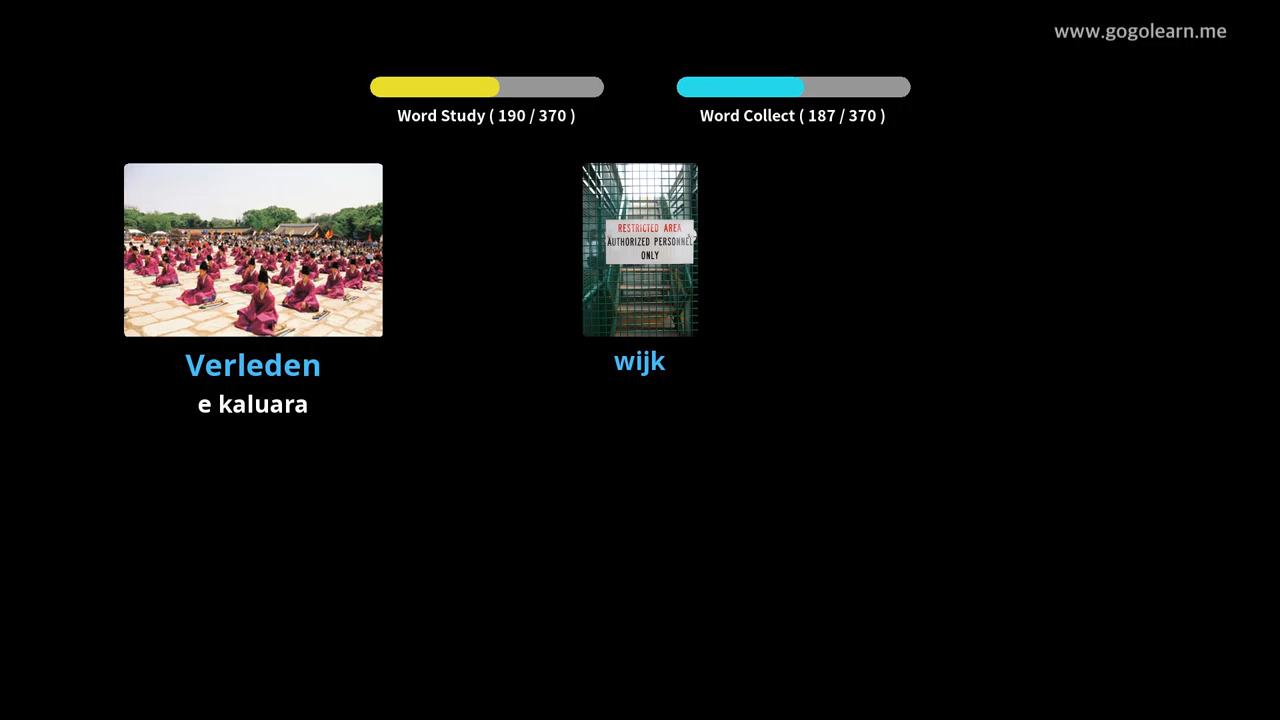 www.gogolearn.me
Word Study ( 190 / 370 )
Word Collect ( 187 / 370 )
RESTRICTED AREA
AUTHORIZED PERSONNEL
ONLY
Verleden
e kaluara
wijk